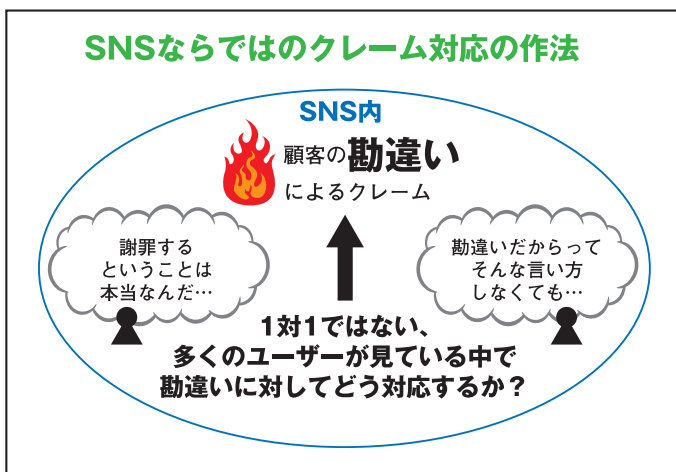 SNSならではのクレーム対応の作法
SNS内
顧客の勘違い
によるクレーム
謝罪する
ということは
本当なんだ…
勘違いだからって
そんな言い方
しなくても…
1対1ではない、
多くのユーザーが見ている中で
勘違いに対してどう対応するか？